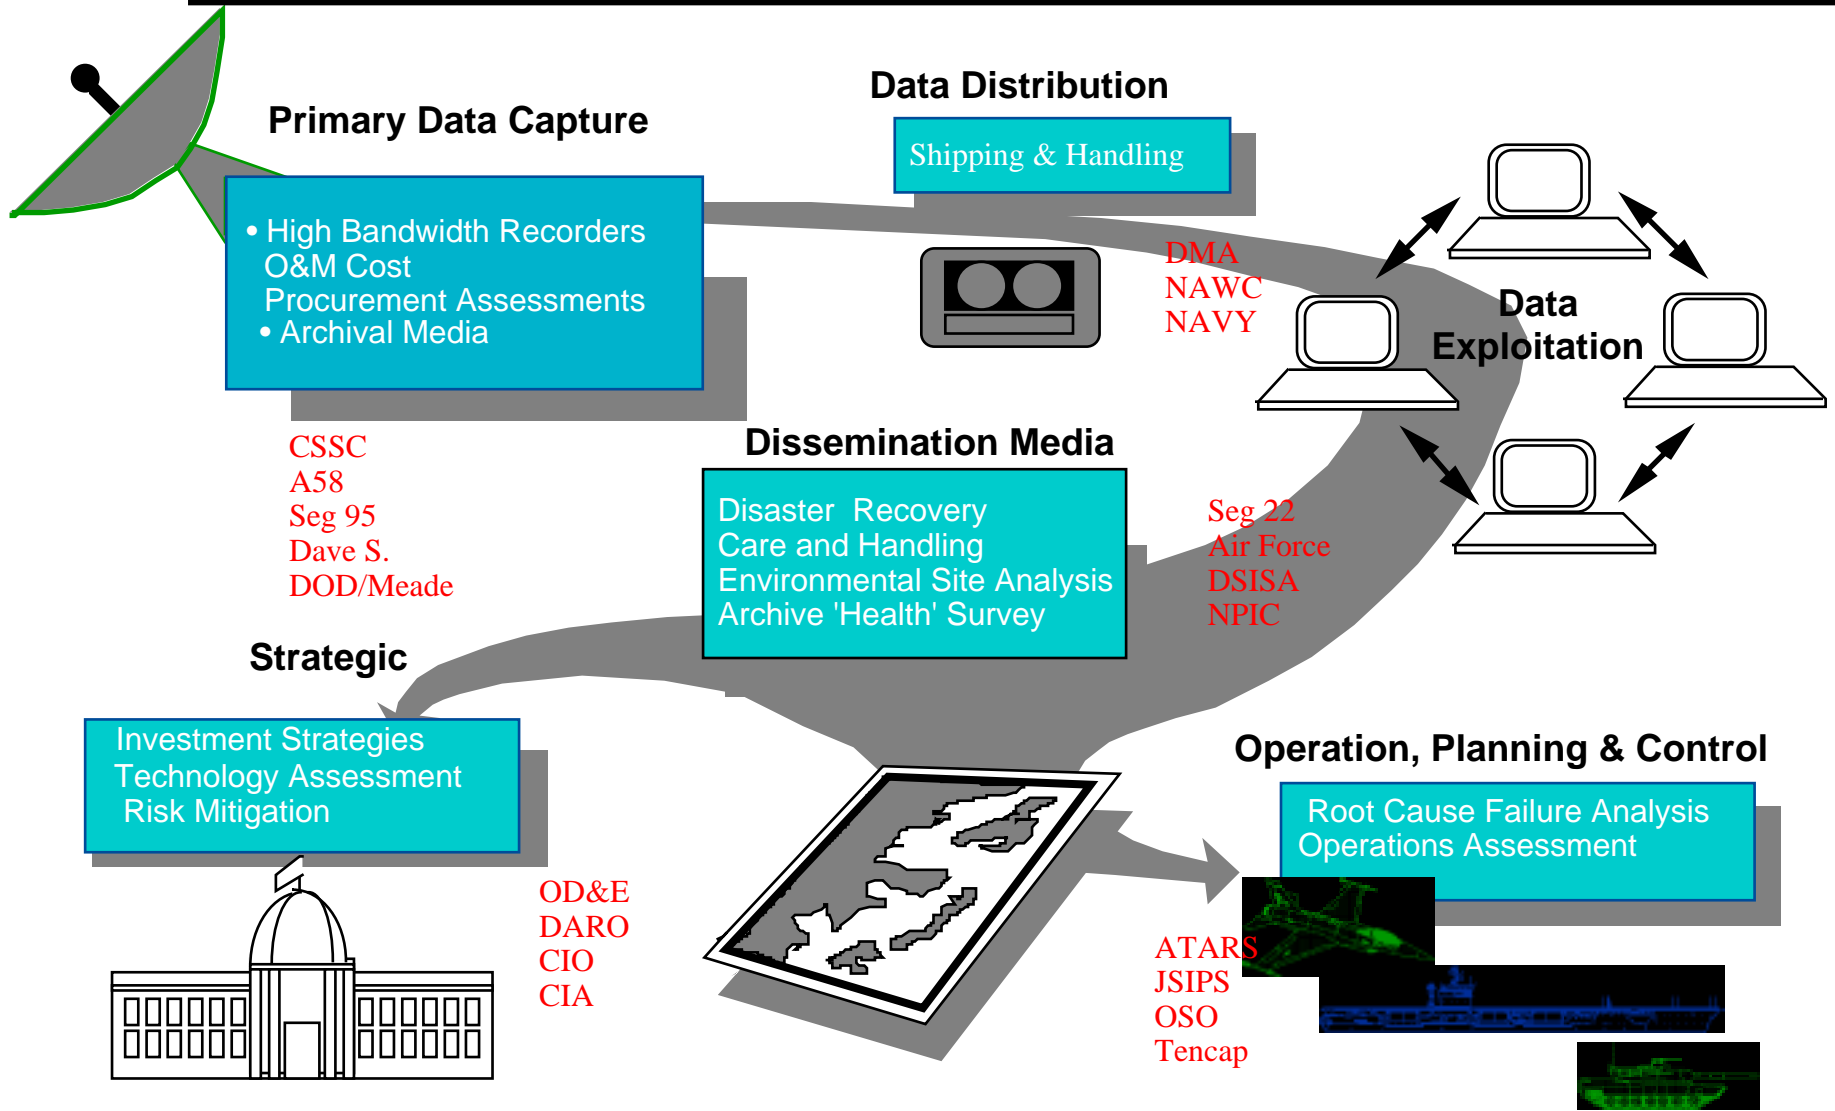 Primary Data Capture
• High Bandwidth Recorders
O&M Cost
Procurement Assessments
• Archival Media
CSSC
A58
Seg 95
Dave S.
DOD/Meade
Data Distribution
Shipping & Handling
DMA
NAWC
NAVY
Data
Exploitation
Dissemination Media
Disaster Recovery
Care and Handling
Environmental Site Analysis
Archive 'Health' Survey
Seg 22
Air Force
DSISA
NPIC
Strategic
Investment Strategies
Technology Assessment
Risk Mitigation
OD&E
DARO
CIO
CIA
Operation, Planning & Control
Root Cause Failure Analysis
Operations Assessment
ATARS
JSIPS
OSO
Tencap